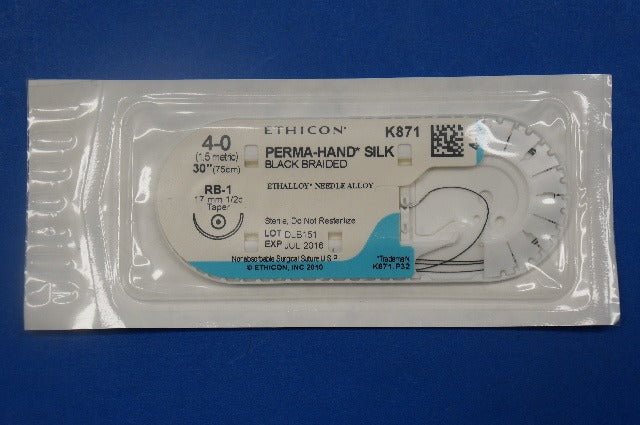 4-0
(1.5 metric)
30" (75cm)
RB-1
17 mm 1/2c
Taper
ETHICON*
K871
PERMA-HAND* SILK
BLACK BRAIDED
ETHALLOY* NEEDLE ALLOY
Sterile, Do Not Resterilize
LOT DLB151
EXP JUL 2016
Nonabsorbable Surgical Suture U.S.P.
© ETHICON, INC 2010
*Trademark
K871.P32